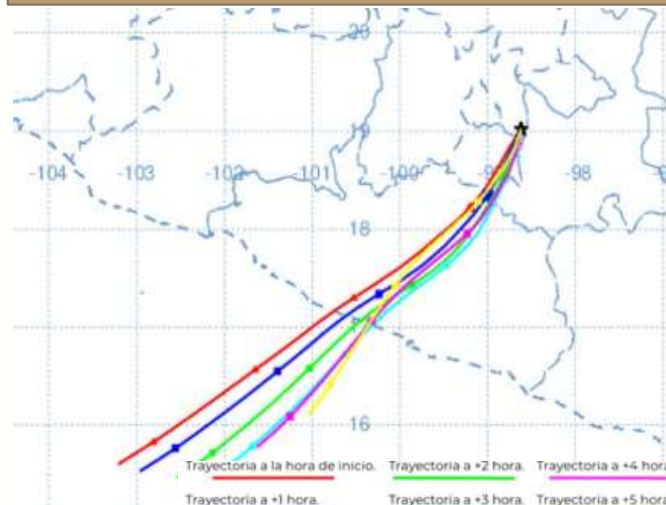 20
19
-104 -103 -102 -101 -100 -99 -98
18
16
Trayectoria a la hora de inicio. Trayectoria a +2 hora. Trayectoria a +4 hora.
Trayectoria a +1 hora. Trayectoria a +3 hora. Trayectoria a +5 hora